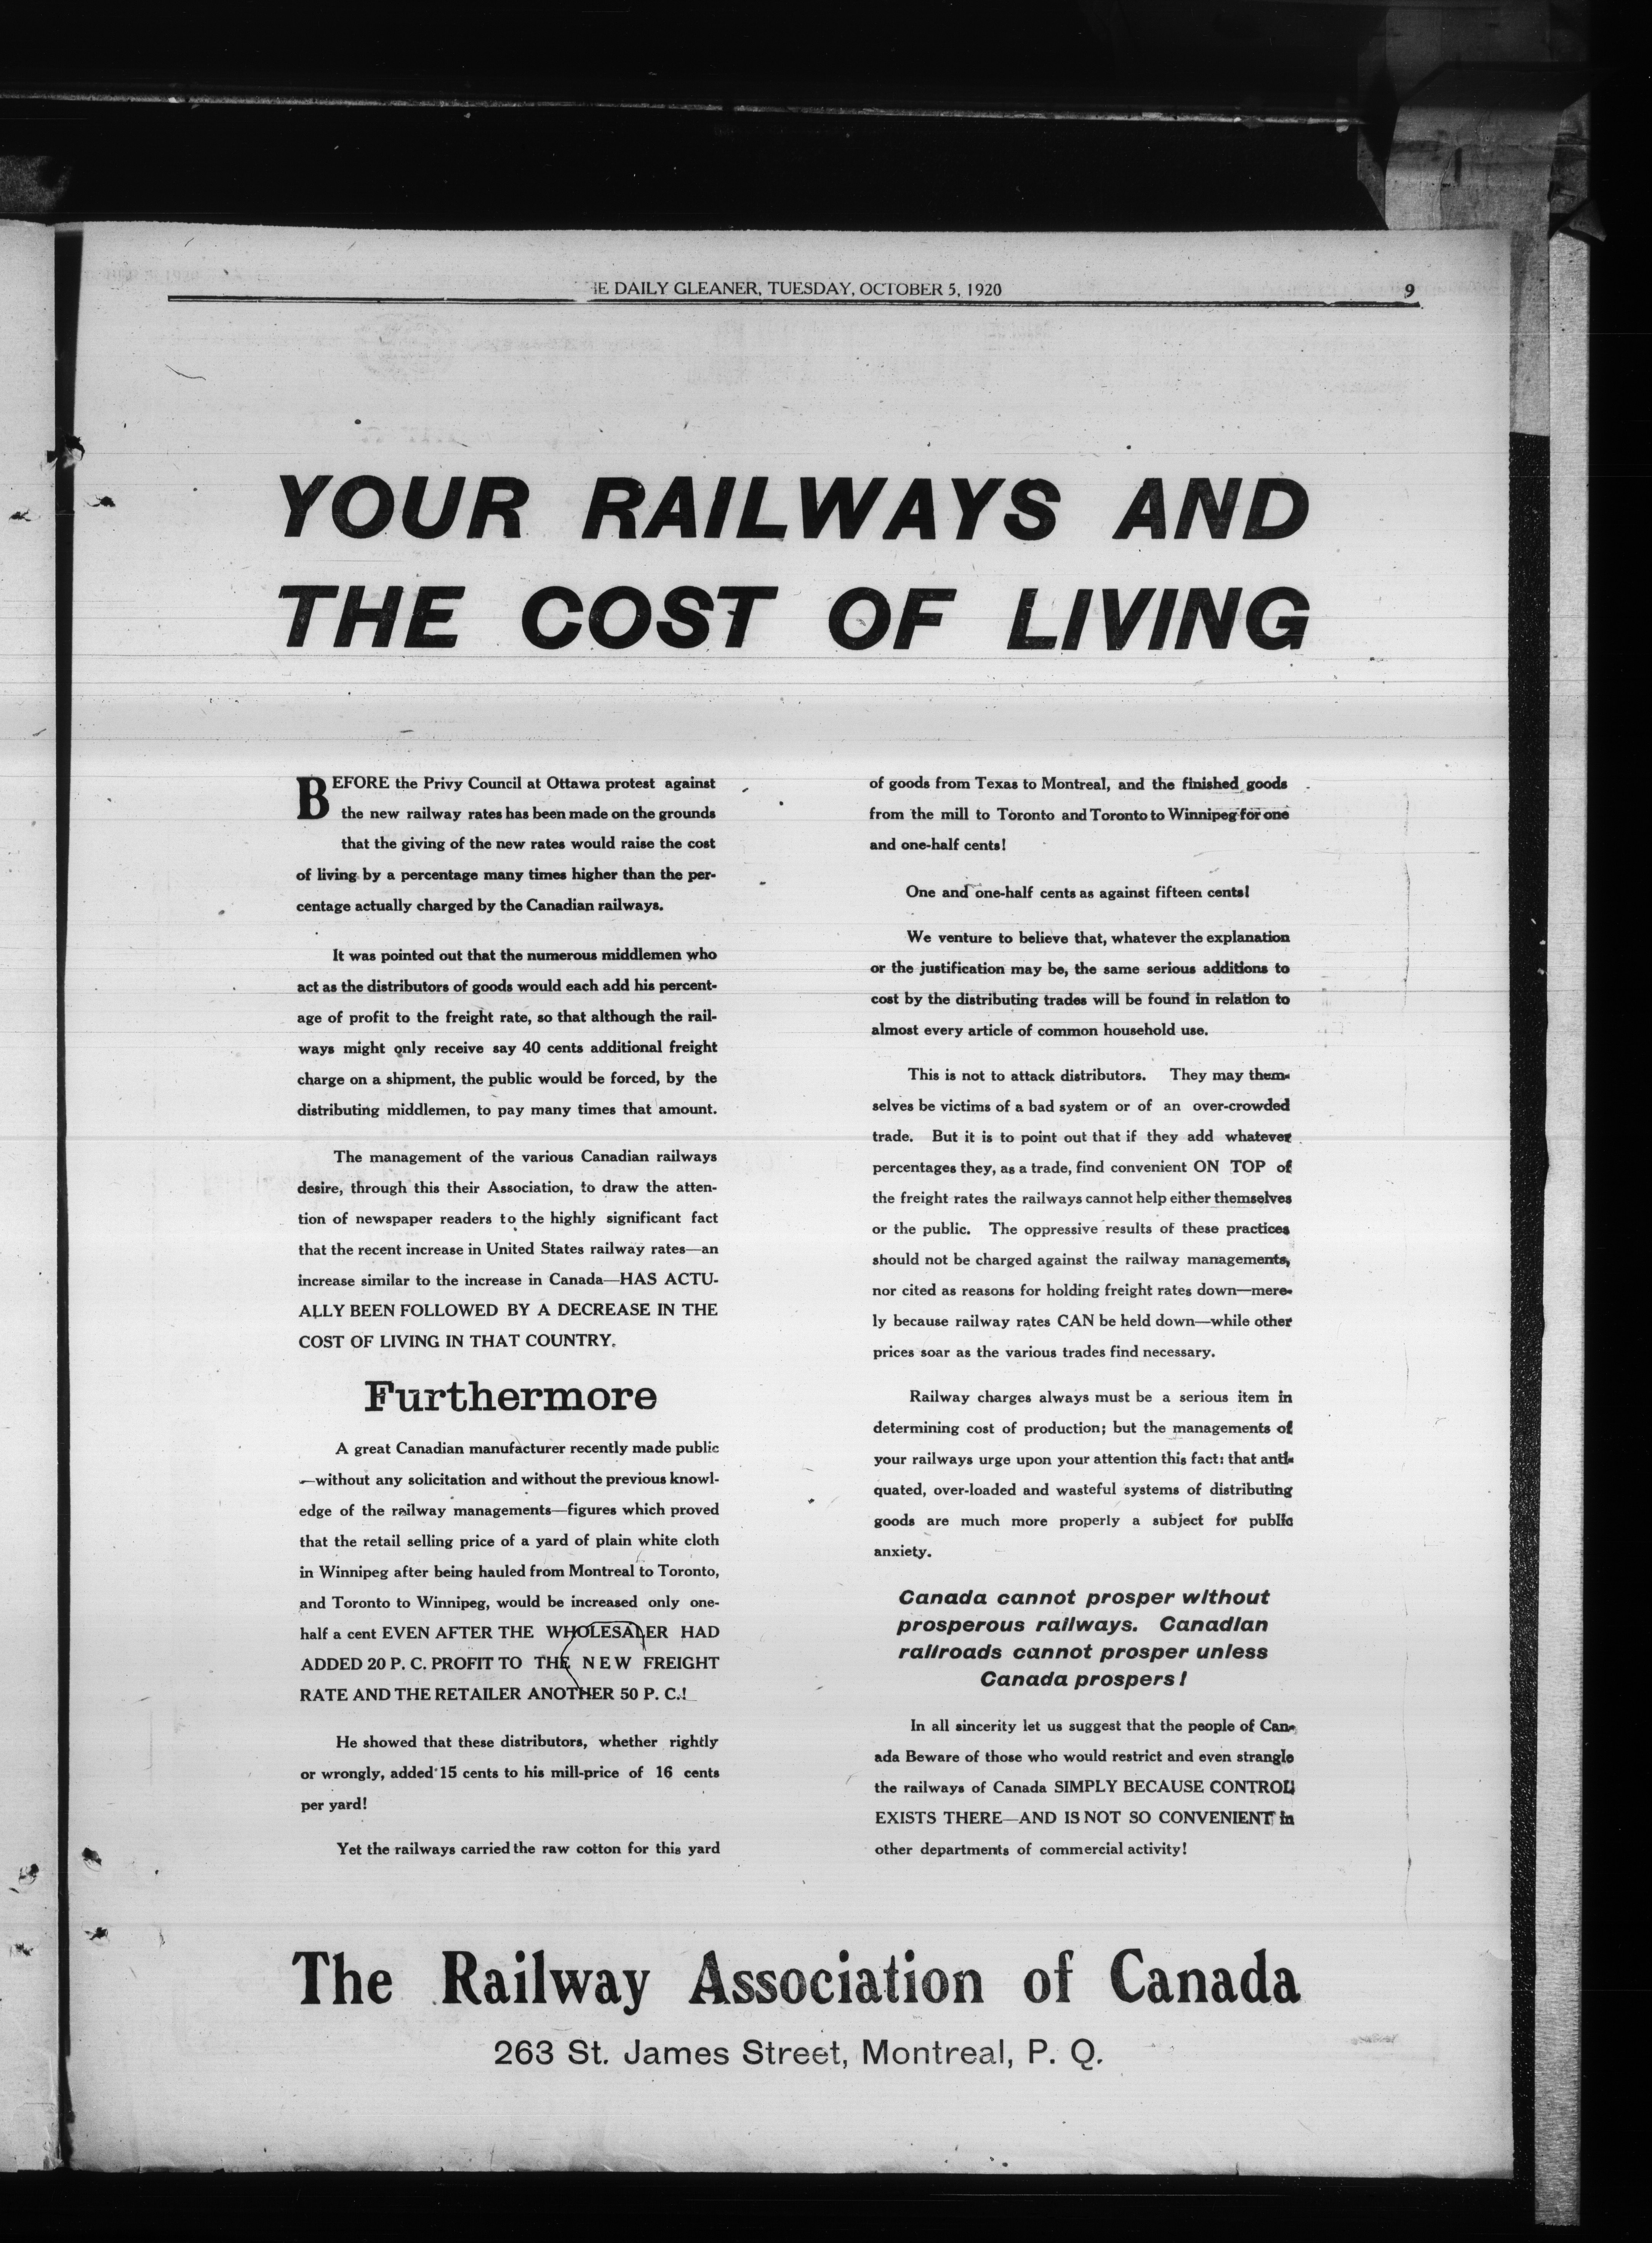 THE DAILY GLEANER, TUESDAY, OCTOBER 5, 1920
9
YOUR RAILWAYS AND
THE COST OF LIVING
BEFORE the Privy Council at Ottawa protest against
the new railway rates has been made on the grounds
that the giving of the new rates would raise the cost
of living by a percentage many times higher than the per-
centage actually charged by the Canadian railways.
It was pointed out that the numerous middlemen who
act as the distributors of goods would each add his percent-
age of profit to the freight rate, so that although the rail-
ways might only receive say 40 cents additional freight
charge on a shipment, the public would be forced, by the
distributing middlemen, to pay many times that amount.
The management of the various Canadian railways
desire, through this their Association, to draw the atten-
tion of newspaper readers to the highly significant fact
that the recent increase in United States railway rates—an
increase similar to the increase in Canada—HAS ACTU-
ALLY BEEN FOLLOWED BY A DECREASE IN THE
COST OF LIVING IN THAT COUNTRY.
Furthermore
A great Canadian manufacturer recently made public
—without any solicitation and without the previous knowl-
edge of the railway managements—figures which proved
that the retail selling price of a yard of plain white cloth
in Winnipeg after being hauled from Montreal to Toronto,
and Toronto to Winnipeg, would be increased only one-
half a cent EVEN AFTER THE WHOLESALER HAD
ADDED 20 P. C. PROFIT TO THE NEW FREIGHT
RATE AND THE RETAILER ANOTHER 50 P. C.!
He showed that these distributors, whether rightly
or wrongly, added 15 cents to his mill-price of 16 cents
per yard!
Yet the railways carried the raw cotton for this yard
of goods from Texas to Montreal, and the finished goods
from the mill to Toronto and Toronto to Winnipeg for one
and one-half cents!
One and one-half cents as against fifteen cents!
We venture to believe that, whatever the explanation
or the justification may be, the same serious additions to
cost by the distributing trades will be found in relation to
almost every article of common household use.
This is not to attack distributors. They may them-
selves be victims of a bad system or of an over-crowded
trade. But it is to point out that if they add whatever
percentages they, as a trade, find convenient ON TOP of
the freight rates the railways cannot help either themselves
or the public. The oppressive results of these practices
should not be charged against the railway managements,
nor cited as reasons for holding freight rates down—mere-
ly because railway rates CAN be held down—while other
prices soar as the various trades find necessary.
Railway charges always must be a serious item in
determining cost of production; but the managements of
your railways urge upon your attention this fact: that anti-
quated, over-loaded and wasteful systems of distributing
goods are much more properly a subject for public
anxiety.
Canada cannot prosper without
prosperous railways. Canadian
railroads cannot prosper unless
Canada prospers!
In all sincerity let us suggest that the people of Can-
ada Beware of those who would restrict and even strangle
the railways of Canada SIMPLY BECAUSE CONTROL
EXISTS THERE—AND IS NOT SO CONVENIENT in
other departments of commercial activity!
The Railway Association of Canada
263 St. James Street, Montreal, P. Q.